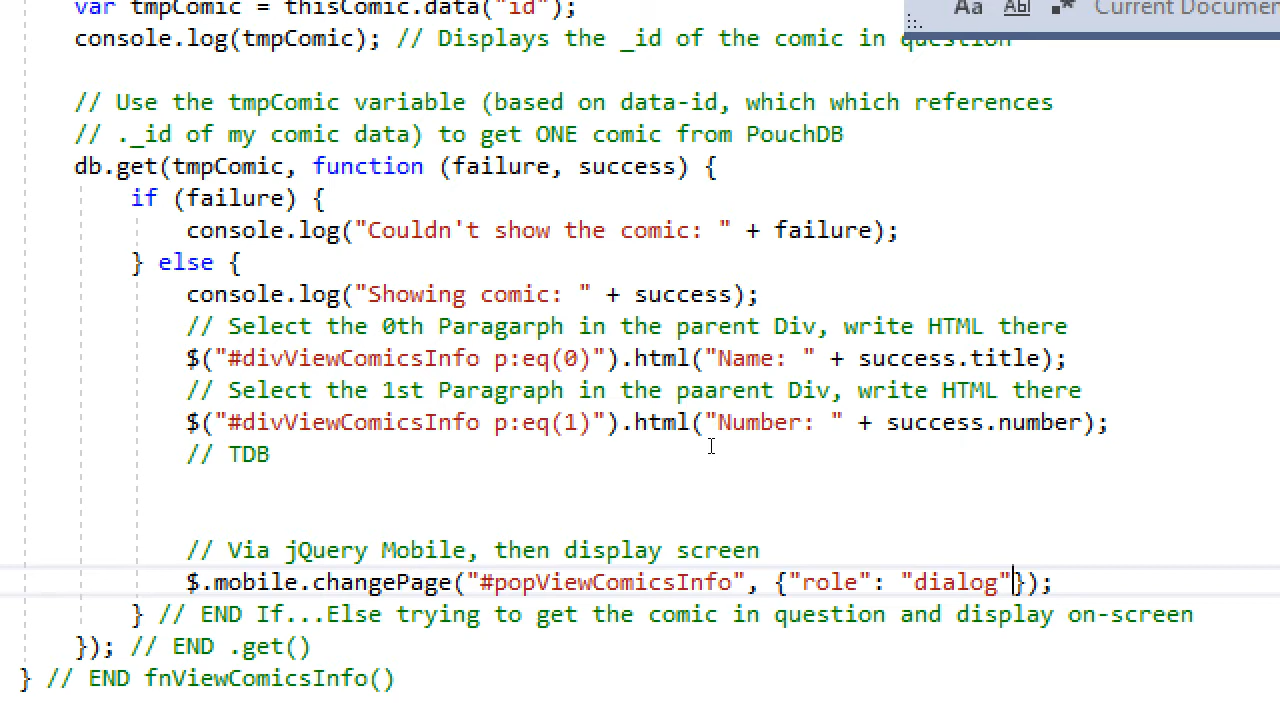 var tmpComic = thisComic.data("id");
Aa Abl Current Documen
console.log(tmpComic); // Displays the _id of the comic in question
// Use the tmpComic variable (based on data-id, which which references
// ._id of my comic data) to get ONE comic from PouchDB
db.get(tmpComic, function (failure, success) {
if (failure) {
console.log("Couldn't show the comic: " + failure);
} else {
console.log("Showing comic: " + success);
// Select the 0th Paragarph in the parent Div, write HTML there
$("#divViewComicsInfo p:eq(0)").html("Name: " + success.title);
// Select the 1st Paragraph in the paarent Div, write HTML there
$("#divViewComicsInfo p:eq(1)").html("Number: " + success.number);
// TDB
// Via jQuery Mobile, then display screen
$.mobile.changePage("#popViewComicsInfo", {"role": "dialog"});
} // END If...Else trying to get the comic in question and display on-screen
}); // END .get()
} // END fnViewComicsInfo()